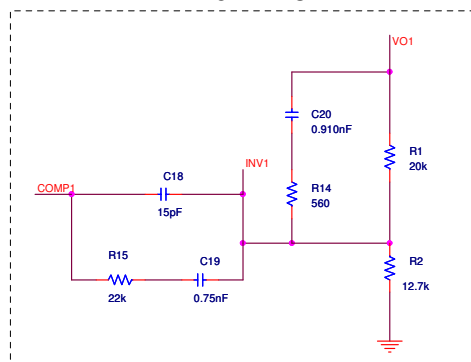 VO1
C20
0.910nF
R1
20k
INV1
C18
COMP1
15pF
R14
560
R15
22k
C19
0.75nF
R2
12.7k